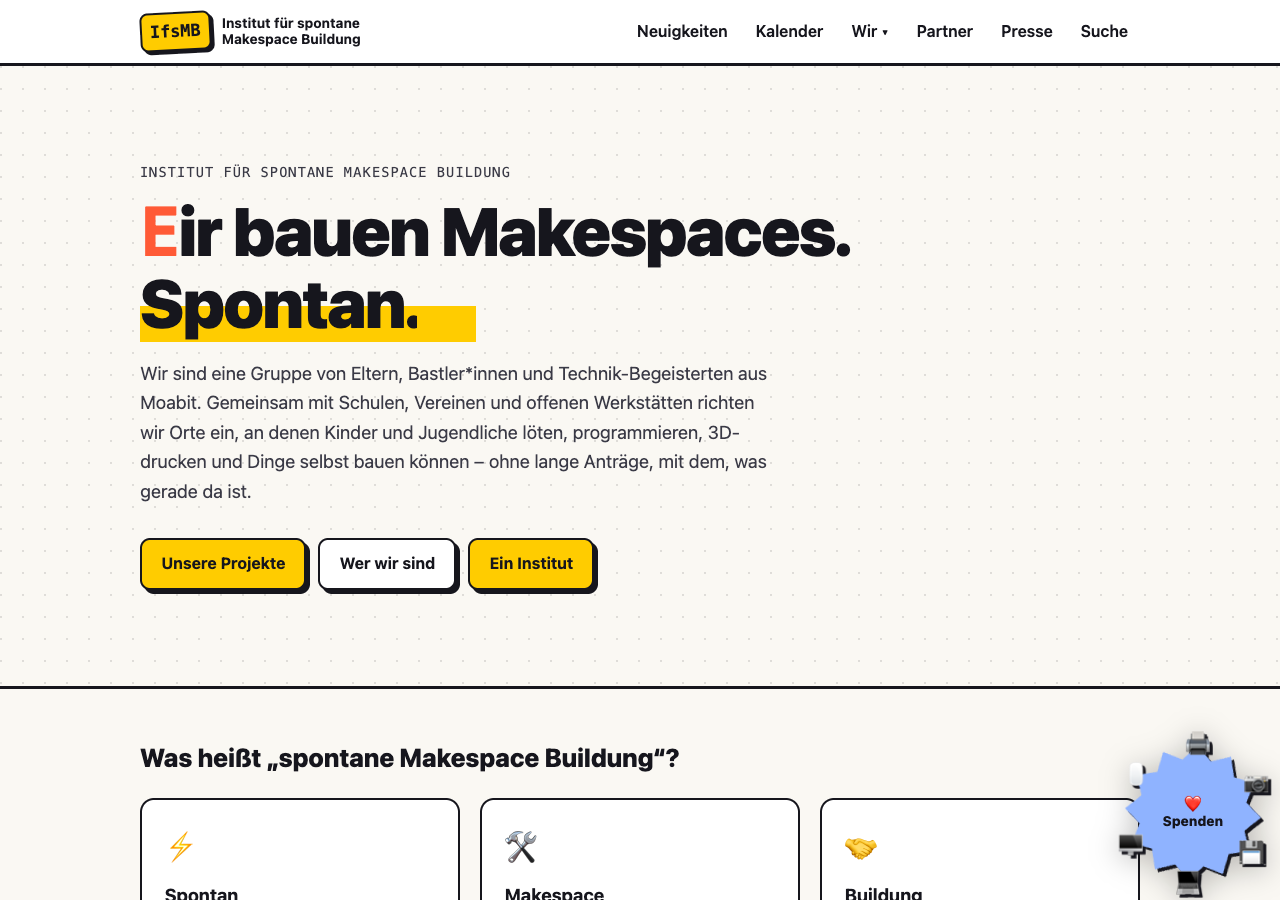 IfsMB
Institut für spontane
Makespace Buildung
Neuigkeiten
Kalender
Wir ▾
Partner
Presse
Suche
INSTITUT FÜR SPONTANE MAKESPACE BUILDUNG
Eir bauen Makespaces.
Spontan.
Wir sind eine Gruppe von Eltern, Bastler*innen und Technik-Begeisterten aus
Moabit. Gemeinsam mit Schulen, Vereinen und offenen Werkstätten richten
wir Orte ein, an denen Kinder und Jugendliche löten, programmieren, 3D-
drucken und Dinge selbst bauen können – ohne lange Anträge, mit dem, was
gerade da ist.
Unsere Projekte
Wer wir sind
Ein Institut
Was heißt „spontane Makespace Buildung“?
Spenden
Spontan
Makespace
Buildung